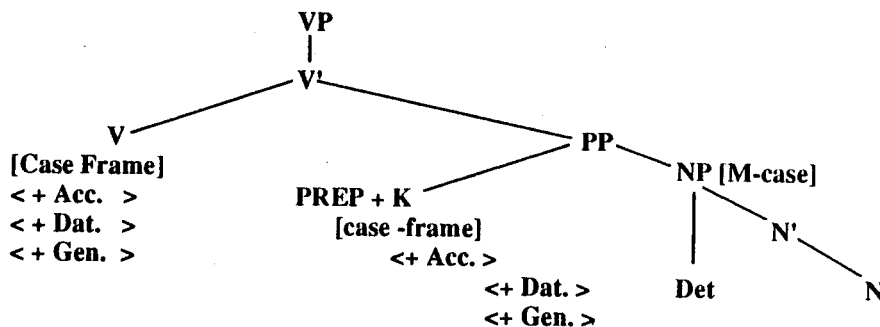 VP
V'
V
PP
[Case Frame]
NP [M-case]
< + Acc. >
PREP + K
< + Dat. >
[case -frame]
N'
< + Gen. >
<+ Acc. >
<+ Dat. >
Det
N
<+ Gen. >